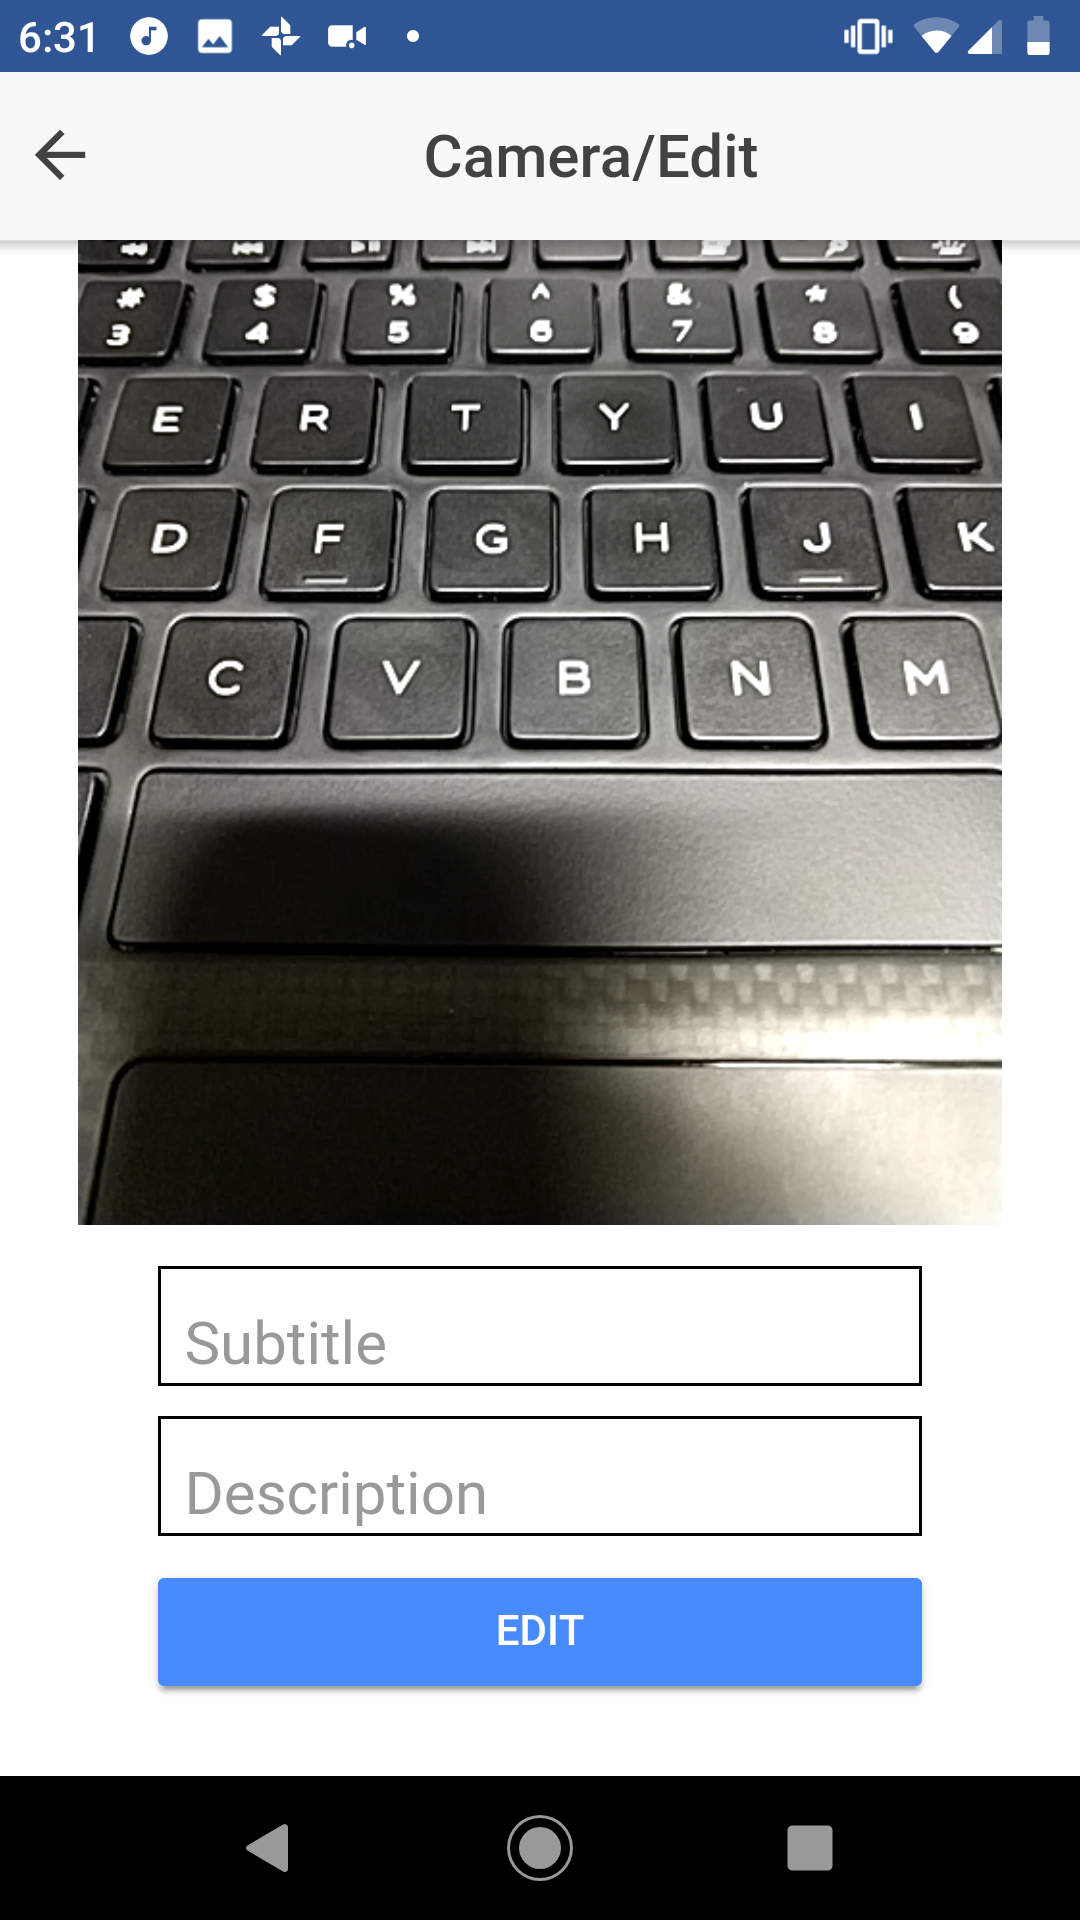 6:31
Camera/Edit
# $ % ^ & * (
3 4 5 6 7 8 9
E R T Y U I
D F G H J K
C V B N M
Subtitle
Description
EDIT